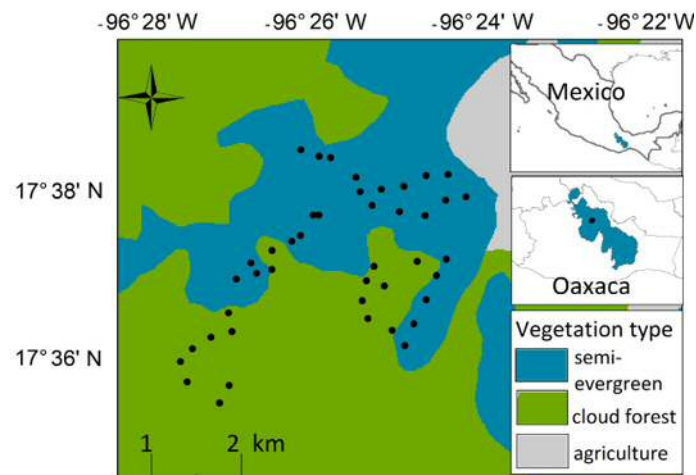 -96° 28' W -96° 26' W -96° 24' W -96° 22' W
Mexico
17° 38' N
Oaxaca
Vegetation type
semi-
evergreen
17° 36' N
cloud forest
1 2 km
agriculture